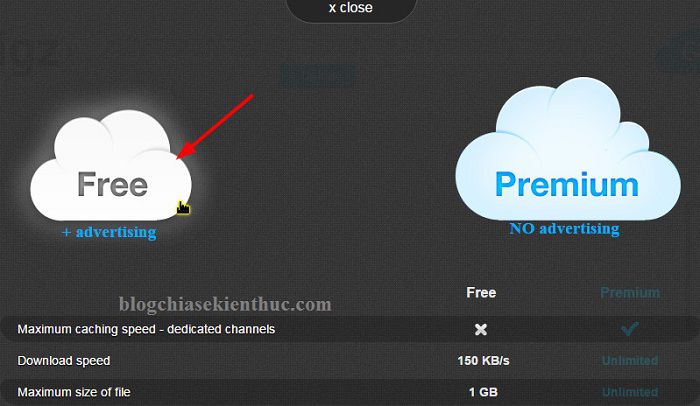 x close
Free
Premium
+ advertising
NO advertising
blogchiasekienthuc.com
Free Premium
Maximum caching speed - dedicated channels
Download speed 150 KB/s Unlimited
Maximum size of file 1 GB Unlimited